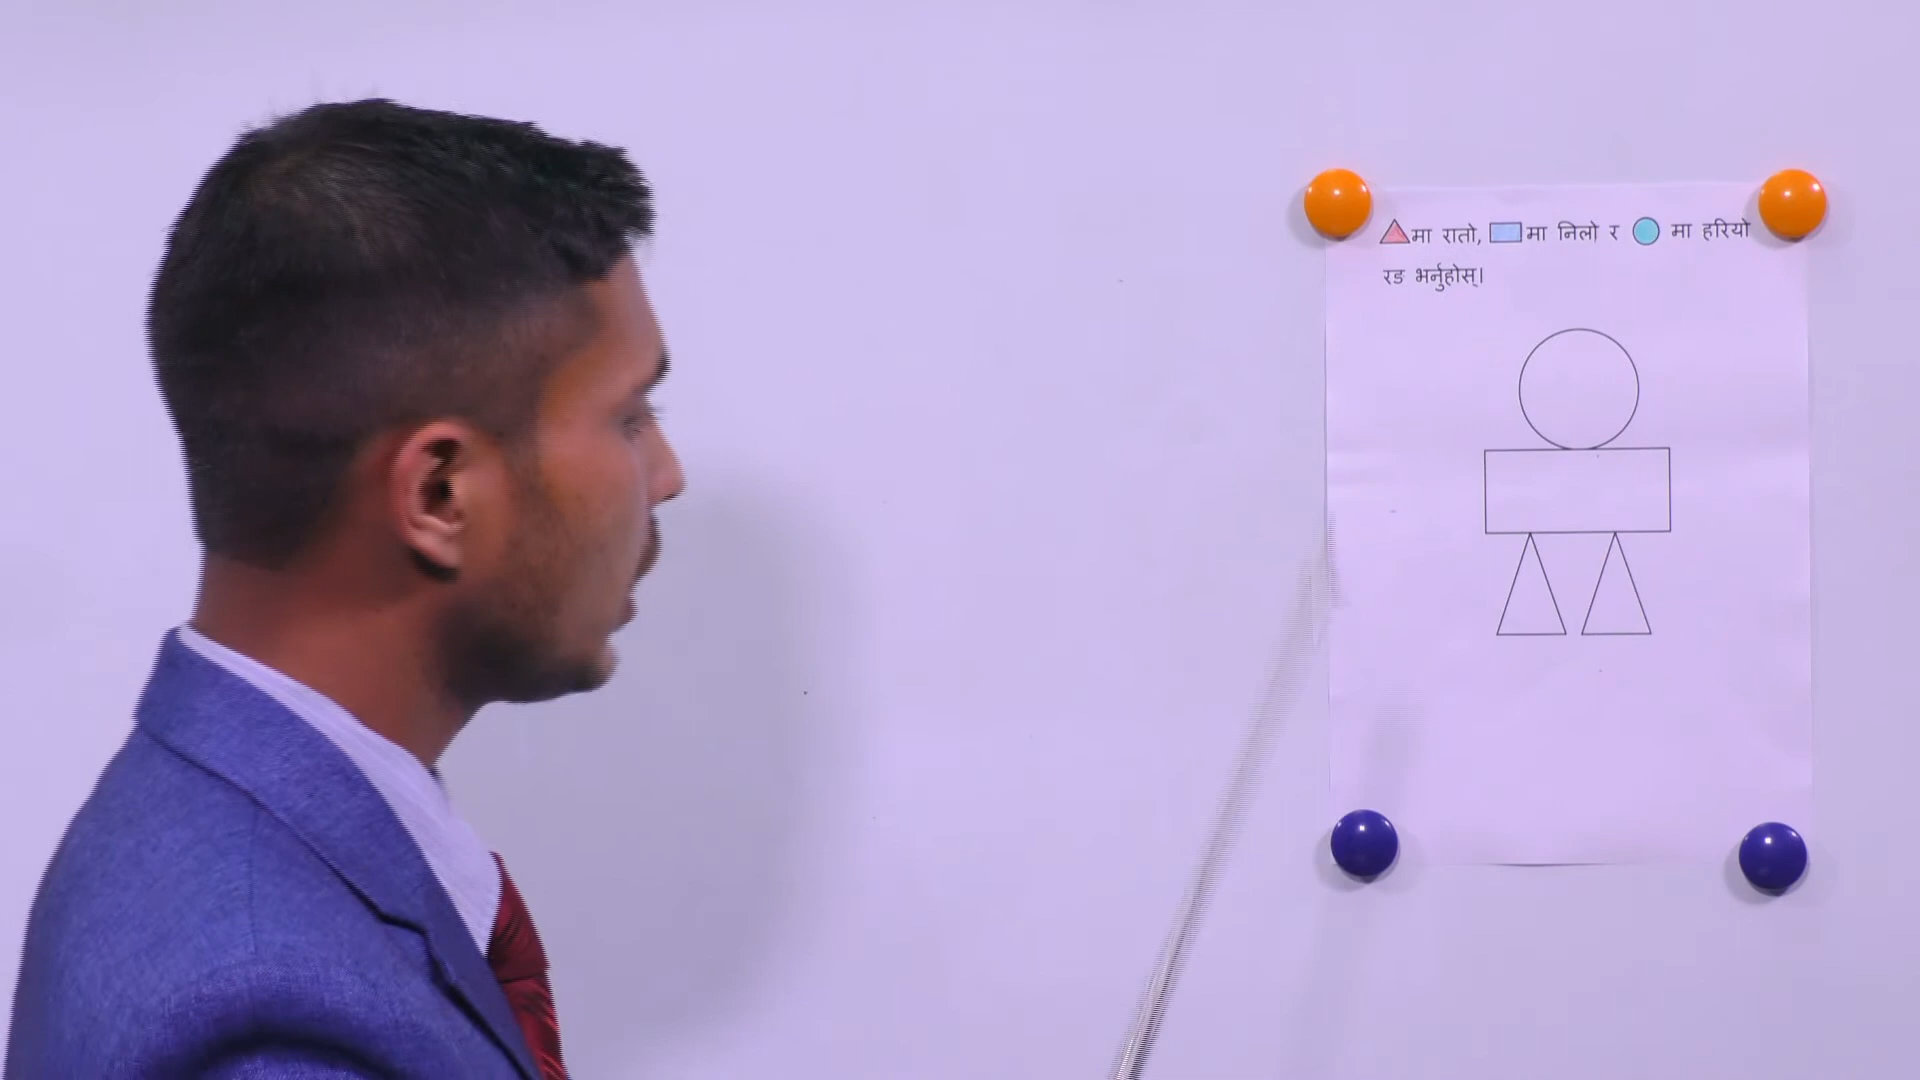 मा रातो, मा निलो र मा हरियो
रङ भर्नुहोस्।